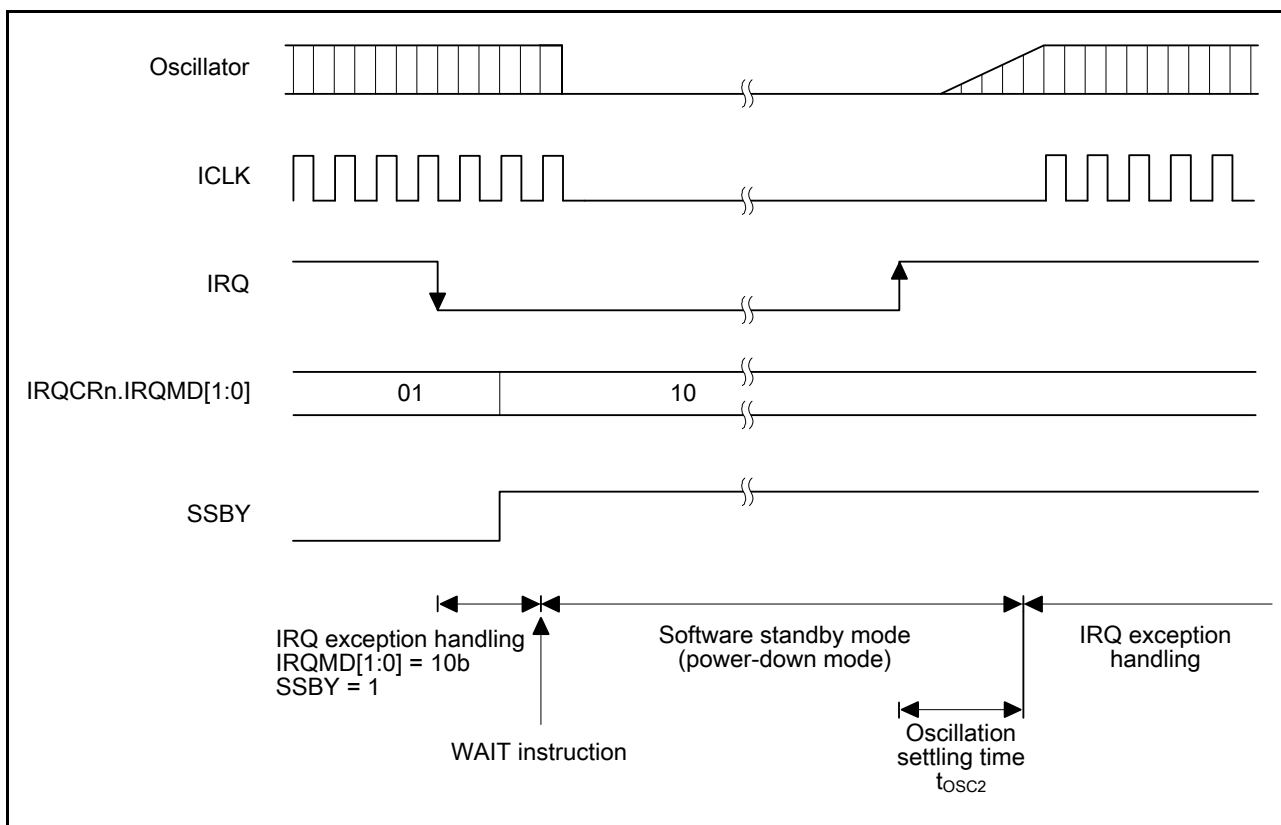 Oscillator
ICLK
IRQ
IRQCRn.IRQMD[1:0]
01
10
SSBY
IRQ exception handling
IRQMD[1:0] = 10b
SSBY = 1
WAIT instruction
Software standby mode
(power-down mode)
Oscillation
settling time
tOSC2
IRQ exception
handling